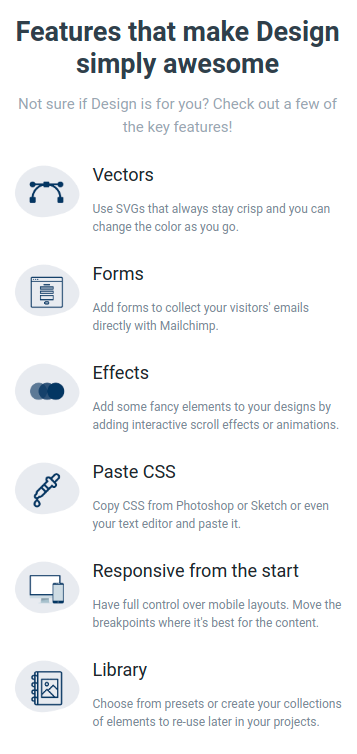 Features that make Design
simply awesome
Not sure if Design is for you? Check out a few of
the key features!
Vectors
Use SVGs that always stay crisp and you can
change the color as you go.
Forms
Add forms to collect your visitors' emails
directly with Mailchimp.
Effects
Add some fancy elements to your designs by
adding interactive scroll effects or animations.
Paste CSS
Copy CSS from Photoshop or Sketch or even
your text editor and paste it.
Responsive from the start
Have full control over mobile layouts. Move the
breakpoints where it's best for the content.
Library
Choose from presets or create your collections
of elements to re-use later in your projects.